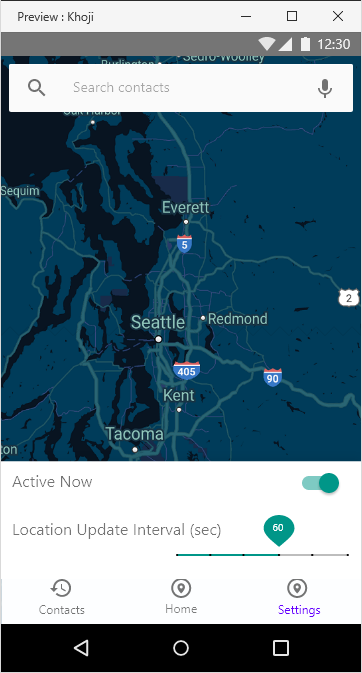 Preview : Khoji
12:30
Burlington
Sedro-Woolley
Search contacts
Oak Harbor
Sequim
Everett
5
2
Seattle
Redmond
405
90
Kent
Tacoma
Active Now
Location Update Interval (sec)
60
Contacts
Home
Settings